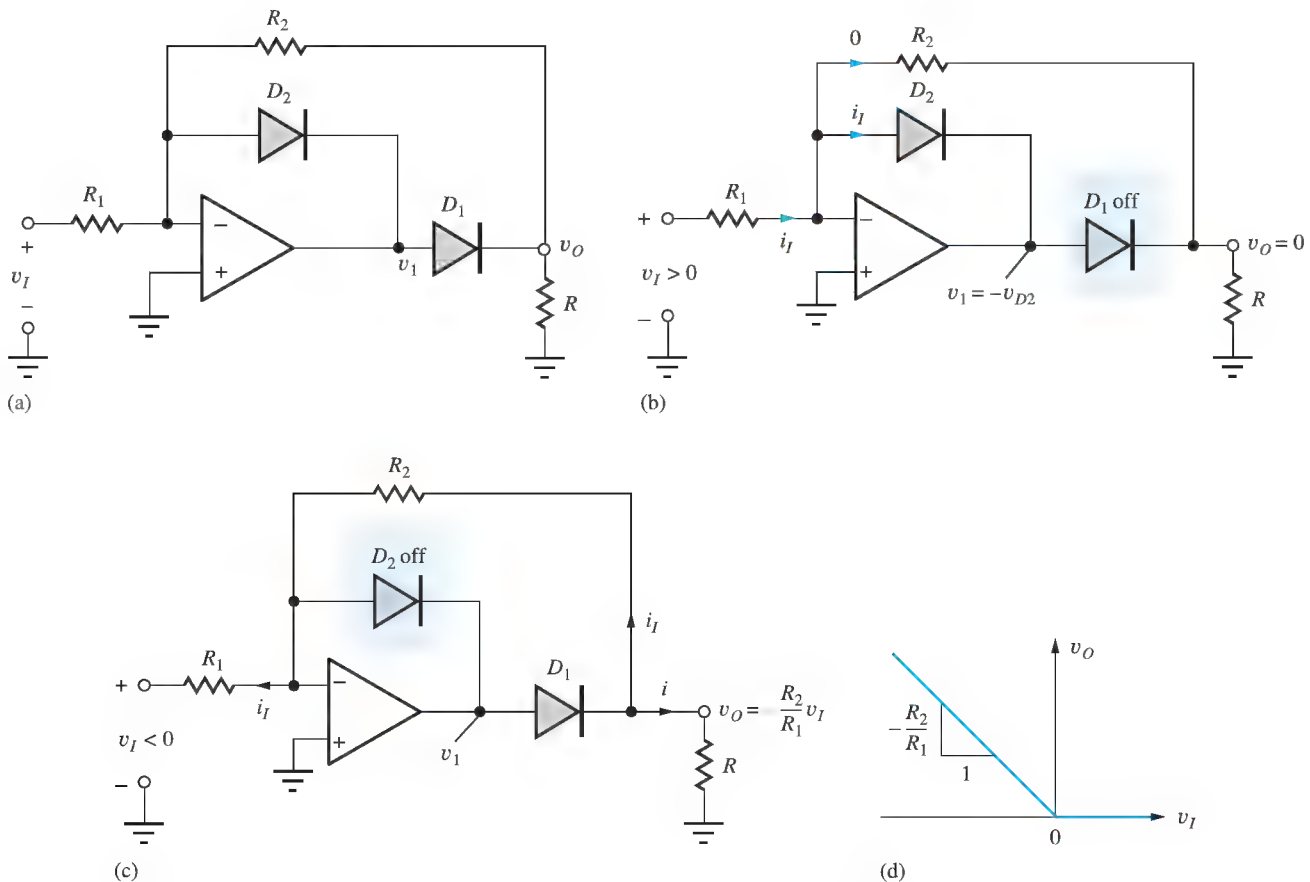 R2
D2
R1
+
vI
−
−
+
v1
D1
vO
R
(a)
0
R2
iI
D2
R1
+
iI
vI > 0
−
−
+
v1 = −vD2
D1 off
vO = 0
R
(b)
R2
D2 off
iI
R1
+
iI
vI < 0
−
−
+
v1
D1
i
vO = − R2/R1 vI
R
(c)
vO
− R2/R1
1
0
vI
(d)